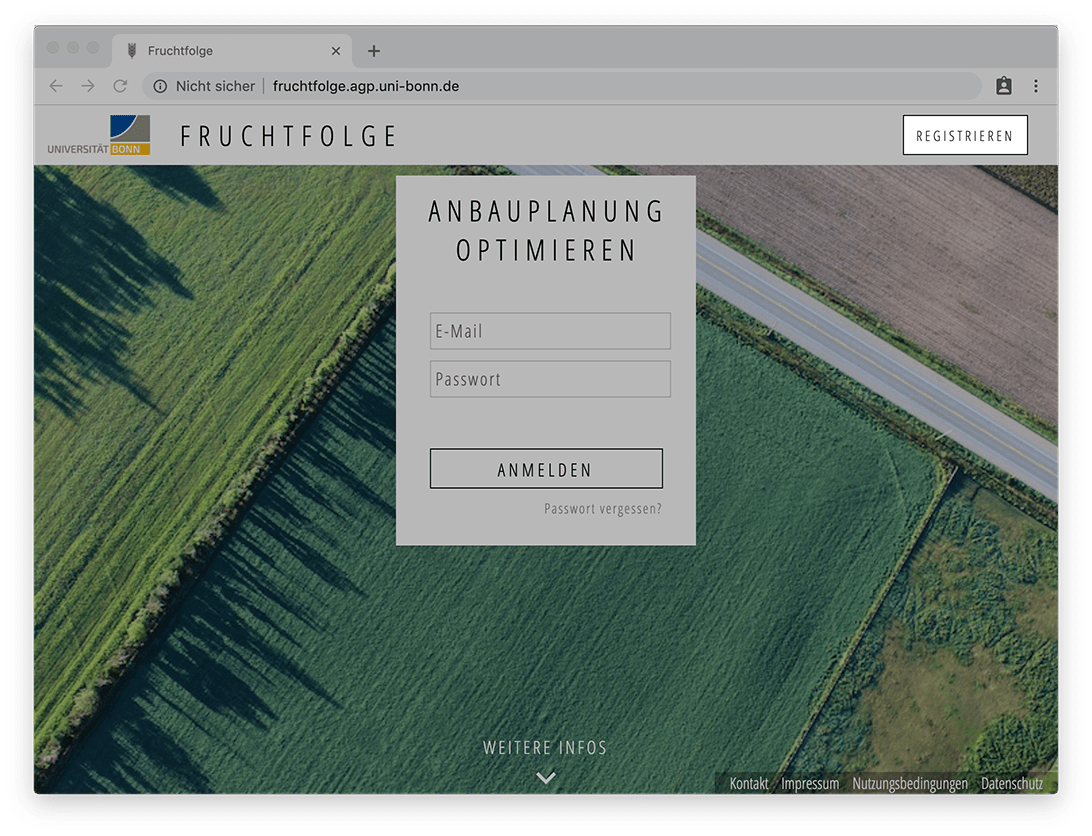 Fruchtfolge
Nicht sicher | fruchtfolge.agp.uni-bonn.de
UNIVERSITÄT BONN
FRUCHTFOLGE
REGISTRIEREN
ANBAUPLANUNG
OPTIMIEREN
E-Mail
Passwort
ANMELDEN
Passwort vergessen?
WEITERE INFOS
Kontakt Impressum Nutzungsbedingungen Datenschutz